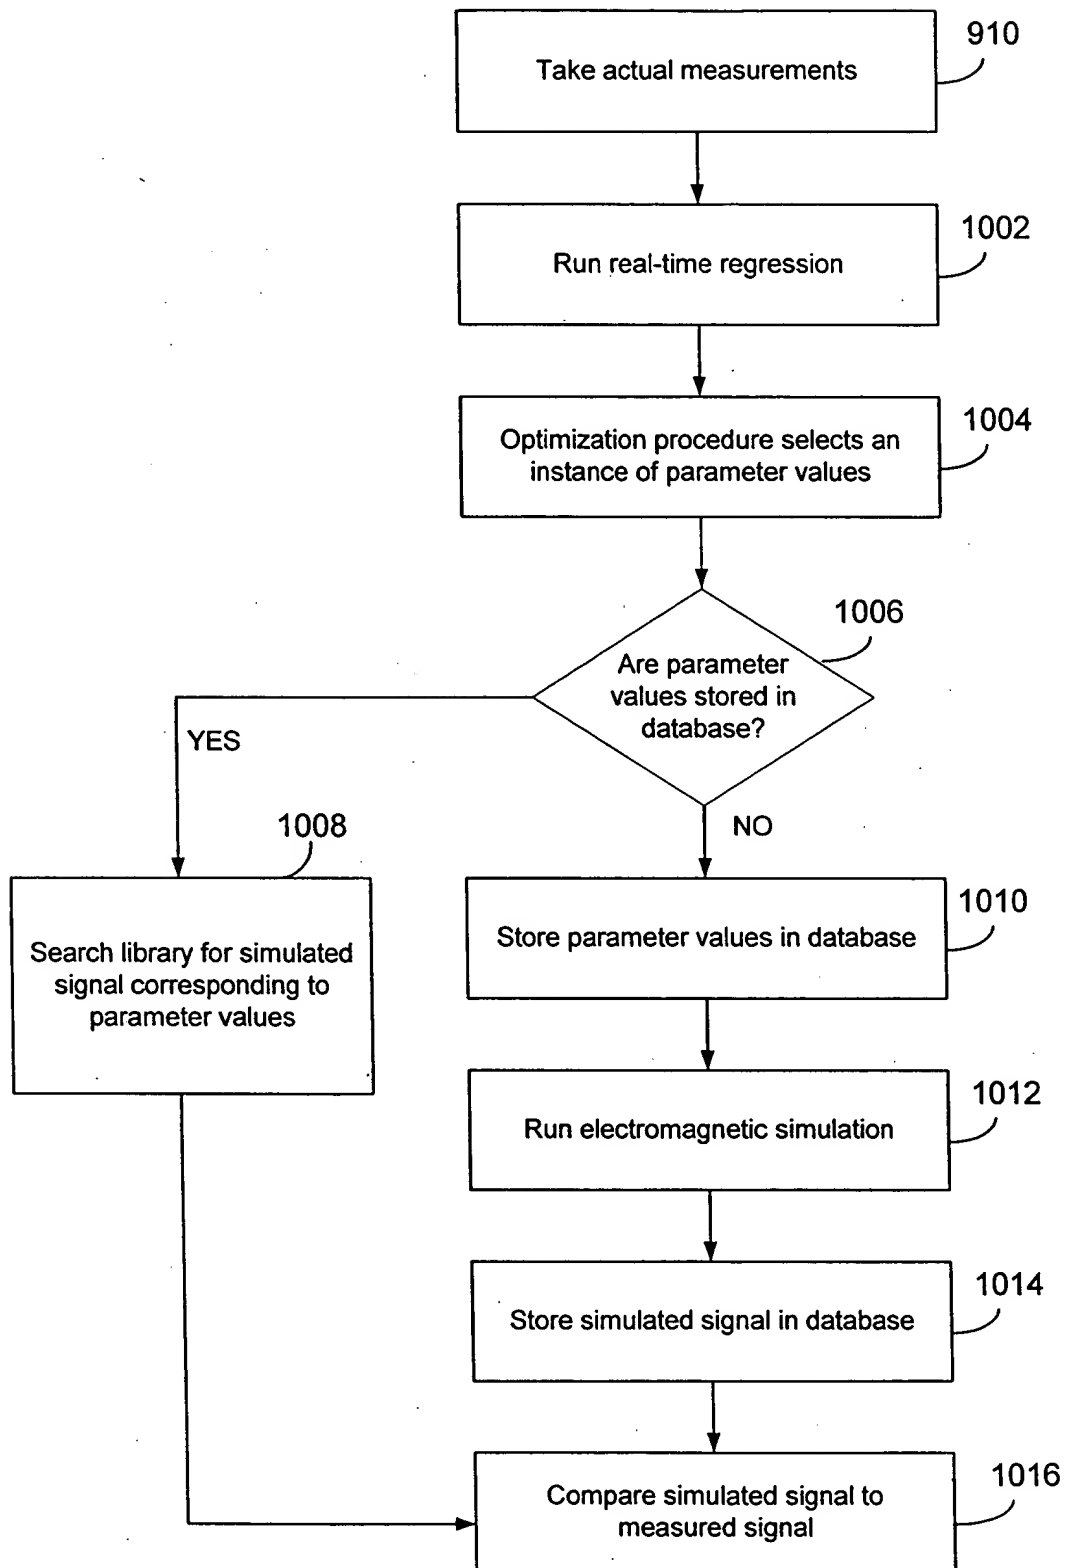 910
Take actual measurements
1002
Run real-time regression
1004
Optimization procedure selects an
instance of parameter values
1006
Are parameter
values stored in
database?
YES
NO
1008
Search library for simulated
signal corresponding to
parameter values
1010
Store parameter values in database
1012
Run electromagnetic simulation
1014
Store simulated signal in database
1016
Compare simulated signal to
measured signal